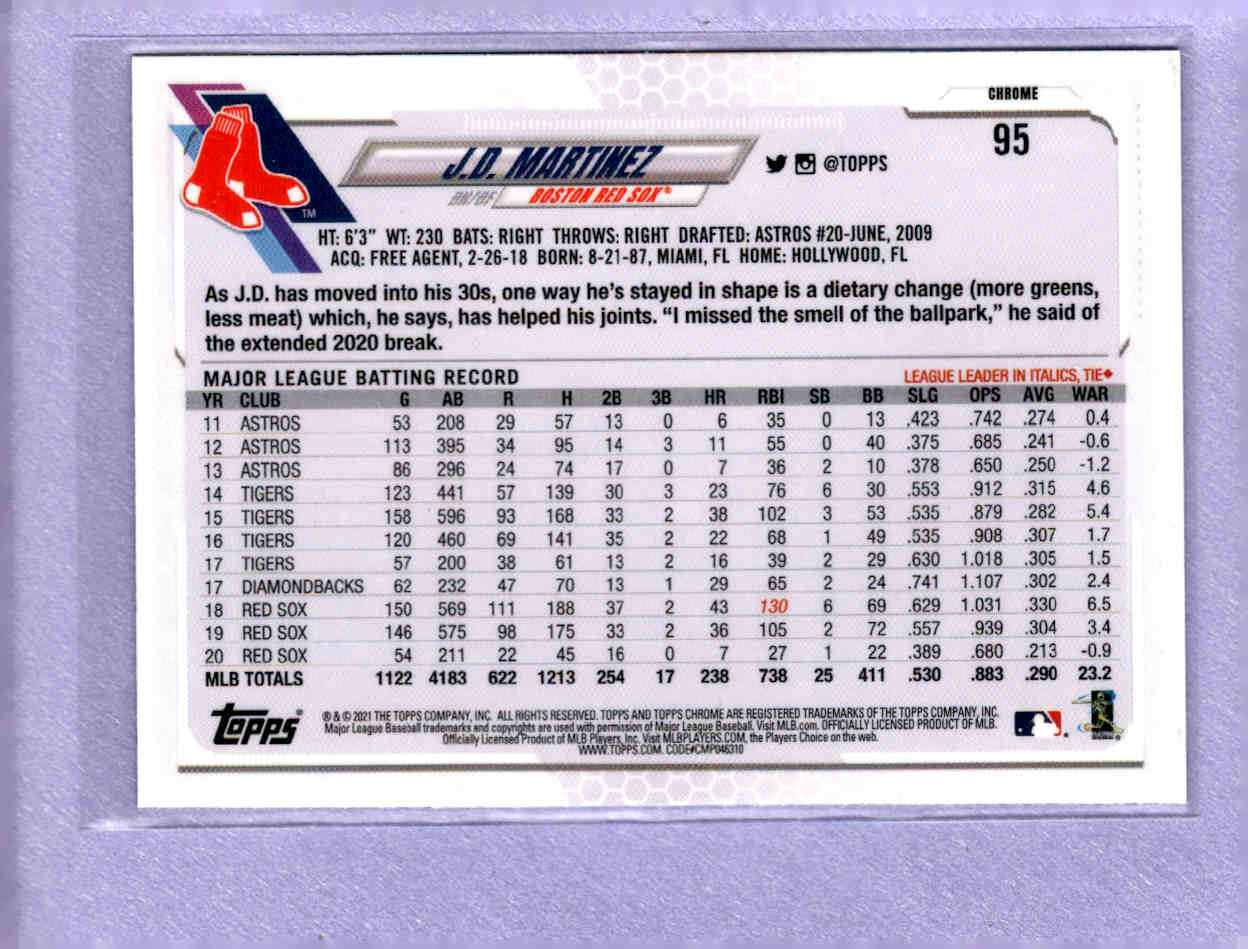 CHROME
95
J.D. MARTINEZ
@TOPPS
DH/OF BOSTON RED SOX®
TM
HT: 6'3" WT: 230 BATS: RIGHT THROWS: RIGHT DRAFTED: ASTROS #20-JUNE, 2009
ACQ: FREE AGENT, 2-26-18 BORN: 8-21-87, MIAMI, FL HOME: HOLLYWOOD, FL
As J.D. has moved into his 30s, one way he's stayed in shape is a dietary change (more greens,
less meat) which, he says, has helped his joints. "I missed the smell of the ballpark," he said of
the extended 2020 break.
MAJOR LEAGUE BATTING RECORD LEAGUE LEADER IN ITALICS, TIE◆
YR CLUB G AB R H 2B 3B HR RBI SB BB SLG OPS AVG WAR
11 ASTROS 53 208 29 57 13 0 6 35 0 13 .423 .742 .274 0.4
12 ASTROS 113 395 34 95 14 3 11 55 0 40 .375 .685 .241 -0.6
13 ASTROS 86 296 24 74 17 0 7 36 2 10 .378 .650 .250 -1.2
14 TIGERS 123 441 57 139 30 3 23 76 6 30 .553 .912 .315 4.6
15 TIGERS 158 596 93 168 33 2 38 102 3 53 .535 .879 .282 5.4
16 TIGERS 120 460 69 141 35 2 22 68 1 49 .535 .908 .307 1.7
17 TIGERS 57 200 38 61 13 2 16 39 2 29 .630 1.018 .305 1.5
17 DIAMONDBACKS 62 232 47 70 13 1 29 65 2 24 .741 1.107 .302 2.4
18 RED SOX 150 569 111 188 37 2 43 130 6 69 .629 1.031 .330 6.5
19 RED SOX 146 575 98 175 33 2 36 105 2 72 .557 .939 .304 3.4
20 RED SOX 54 211 22 45 16 0 7 27 1 22 .389 .680 .213 -0.9
MLB TOTALS 1122 4183 622 1213 254 17 238 738 25 411 .530 .883 .290 23.2
Topps®
® & © 2021 THE TOPPS COMPANY, INC. ALL RIGHTS RESERVED. TOPPS AND TOPPS CHROME ARE REGISTERED TRADEMARKS OF THE TOPPS COMPANY, INC.
Major League Baseball trademarks and copyrights are used with permission of Major League Baseball. Visit MLB.com. OFFICIALLY LICENSED PRODUCT OF MLB.
Officially Licensed Product of MLB Players, Inc. Visit MLBPLAYERS.COM, the Players Choice on the web.
WWW.TOPPS.COM. CODE#CMP046310